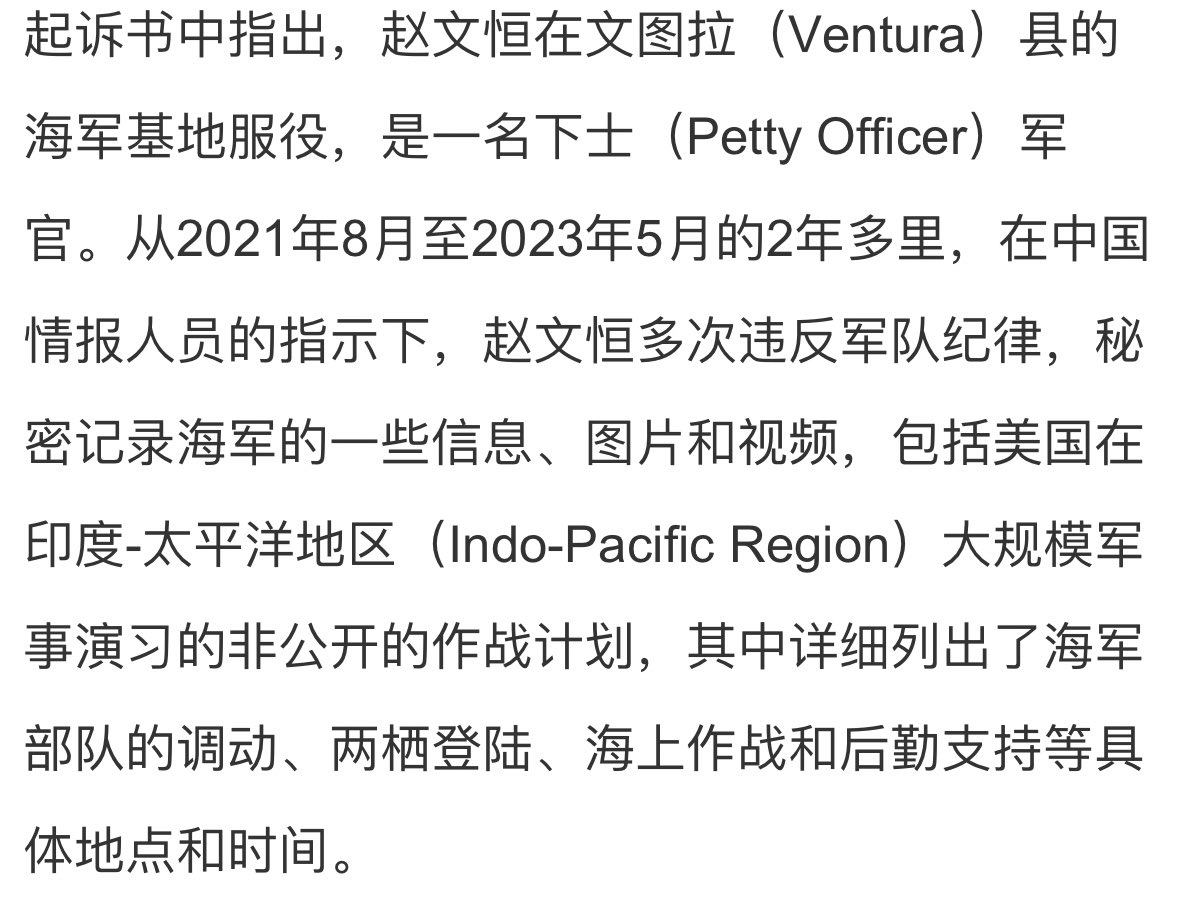 起诉书中指出，赵文恒在文图拉（Ventura）县的
海军基地服役，是一名下士（Petty Officer）军
官。从2021年8月至2023年5月的2年多里，在中国
情报人员的指示下，赵文恒多次违反军队纪律，秘
密记录海军的一些信息、图片和视频，包括美国在
印度-太平洋地区（Indo-Pacific Region）大规模军
事演习的非公开的作战计划，其中详细列出了海军
部队的调动、两栖登陆、海上作战和后勤支持等具
体地点和时间。